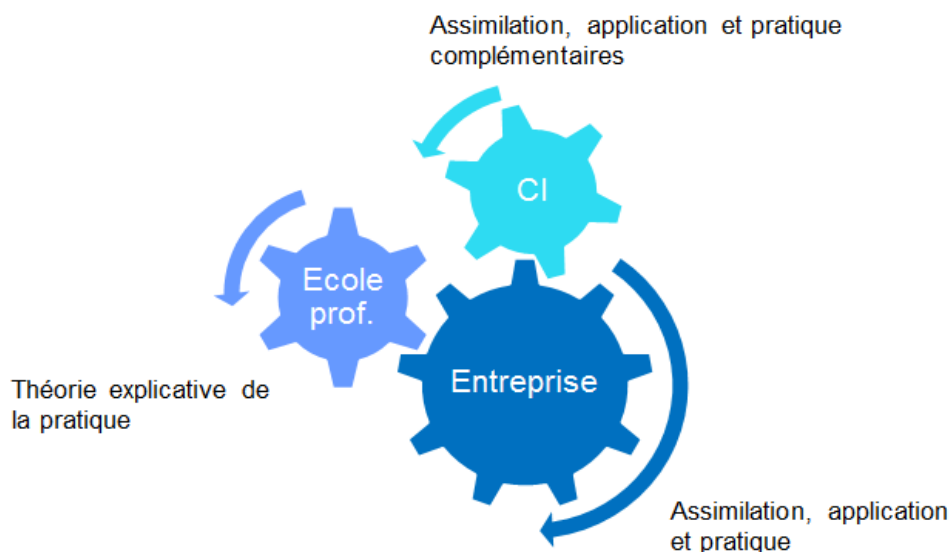 Assimilation, application et pratique
complémentaires
CI
Ecole
prof.
Entreprise
Théorie explicative de
la pratique
Assimilation, application
et pratique